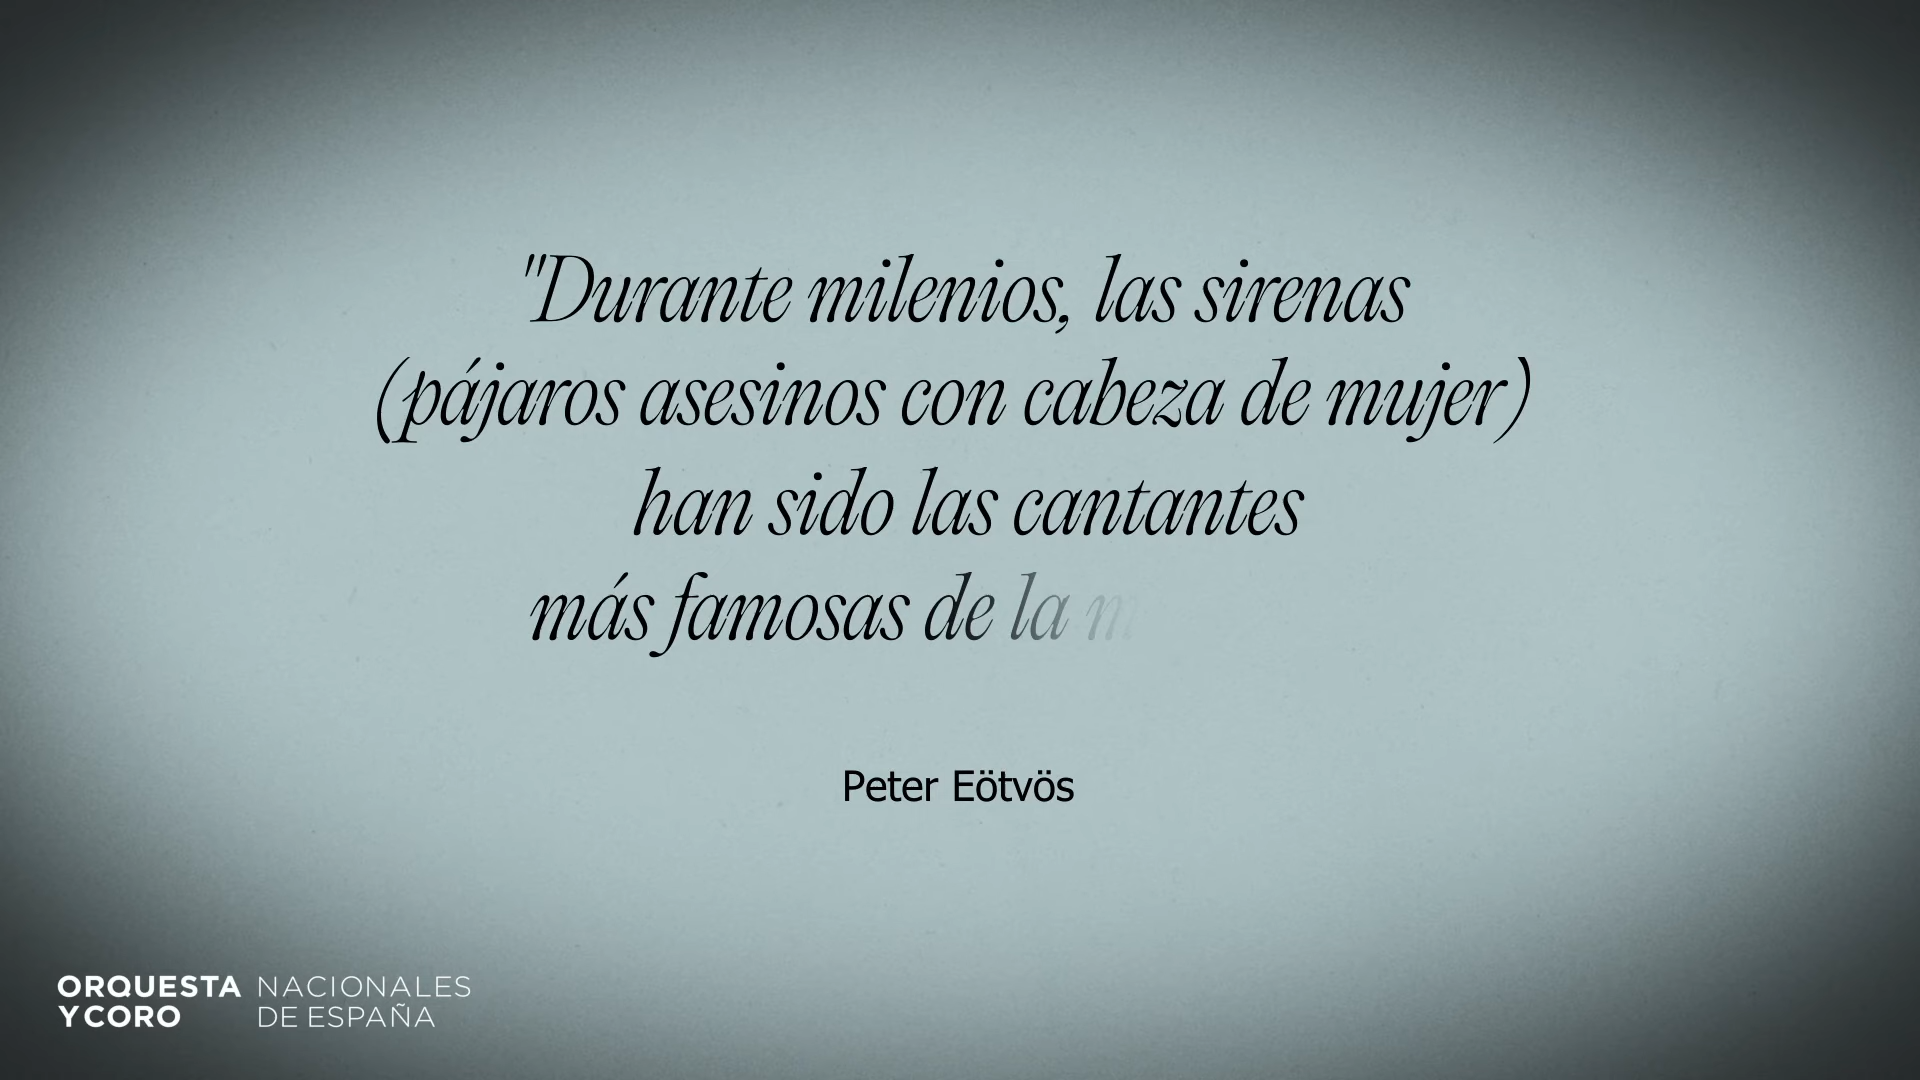 "Durante milenios, las sirenas
(pájaros asesinos con cabeza de mujer)
han sido las cantantes
más famosas de la
Peter Eötvös
ORQUESTA NACIONALES
Y CORO DE ESPAÑA